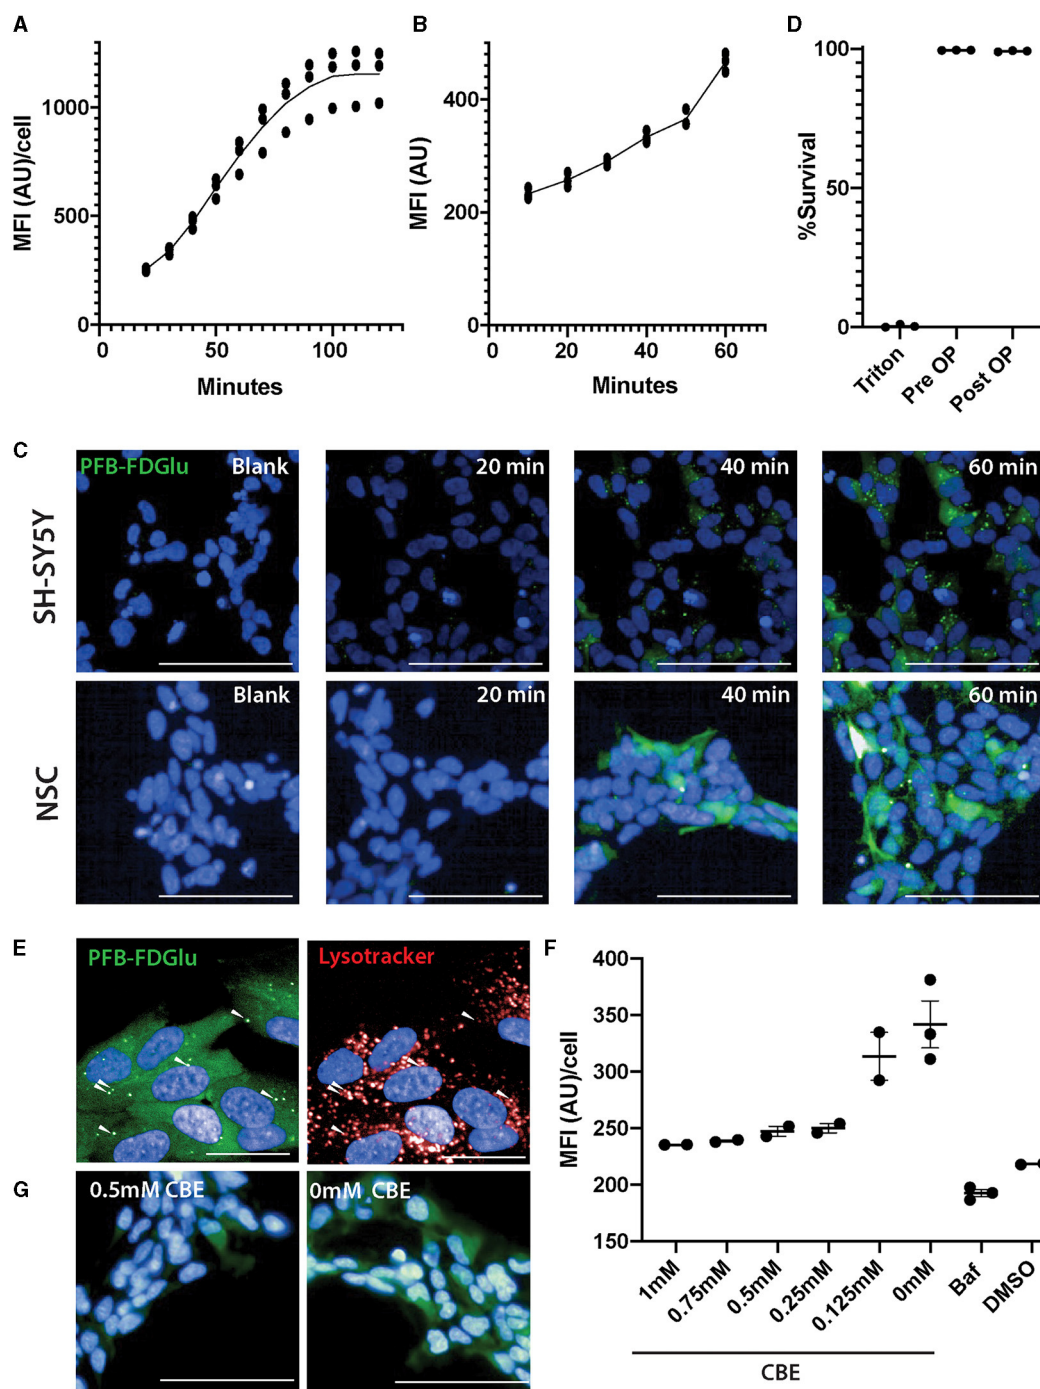 A
MFI (AU)/cell
1000
500
0
0
50
100
Minutes
B
MFI (AU)
400
200
0
0
20
40
60
Minutes
D
%Survival
100
50
0
Triton
Pre OP
Post OP
C
SH-SY5Y
PFB-FDGlu
Blank
20 min
40 min
60 min
NSC
Blank
20 min
40 min
60 min
E
PFB-FDGlu
Lysotracker
G
0.5mM CBE
0mM CBE
F
MFI (AU)/cell
400
350
300
250
200
150
1mM
0.75mM
0.5mM
0.25mM
0.125mM
0mM
Baf
DMSO
CBE